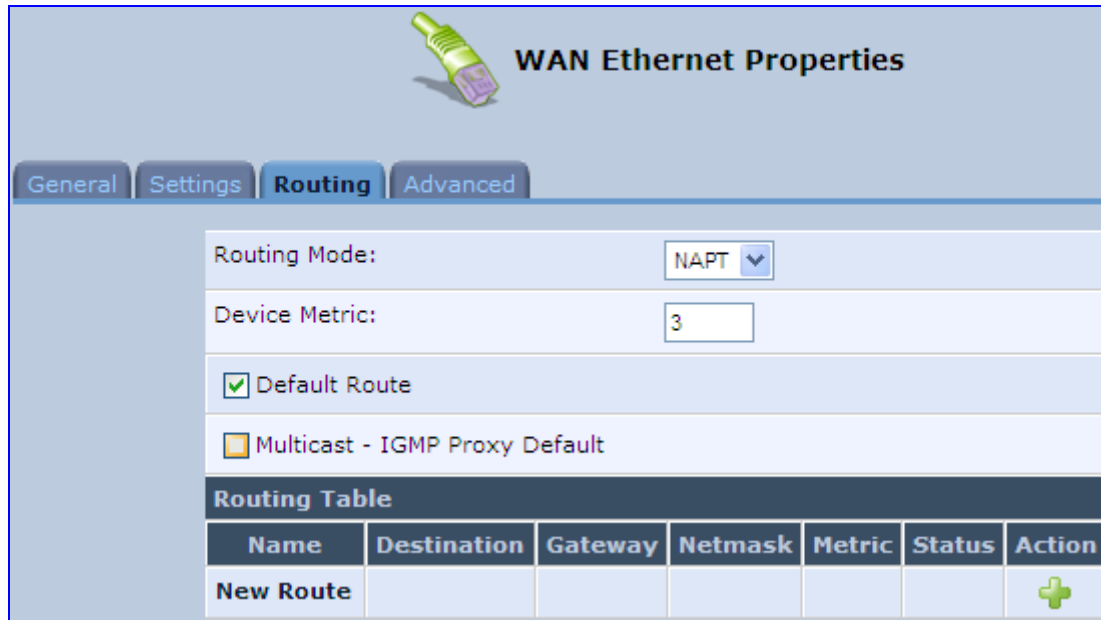 WAN Ethernet Properties
General Settings Routing Advanced
Routing Mode: NAPT
Device Metric: 3
Default Route
Multicast - IGMP Proxy Default
Routing Table
Name Destination Gateway Netmask Metric Status Action
New Route